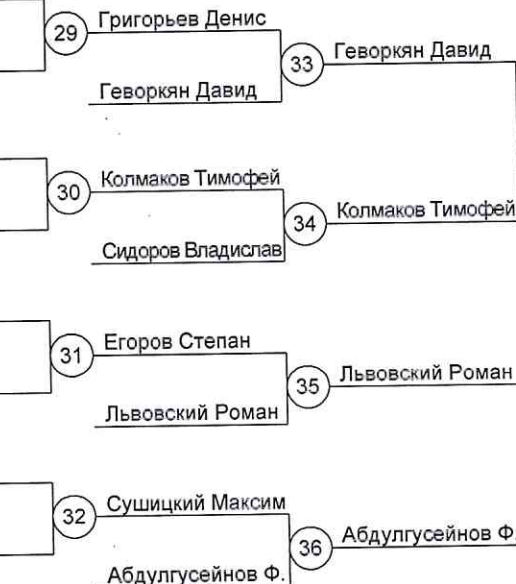 29
Григорьев Денис
Геворкян Давид
33
Геворкян Давид
30
Колмаков Тимофей
Сидоров Владислав
34
Колмаков Тимофей
31
Егоров Степан
Львовский Роман
35
Львовский Роман
32
Сушицкий Максим
Абдулгусейнов Ф.
36
Абдулгусейнов Ф.